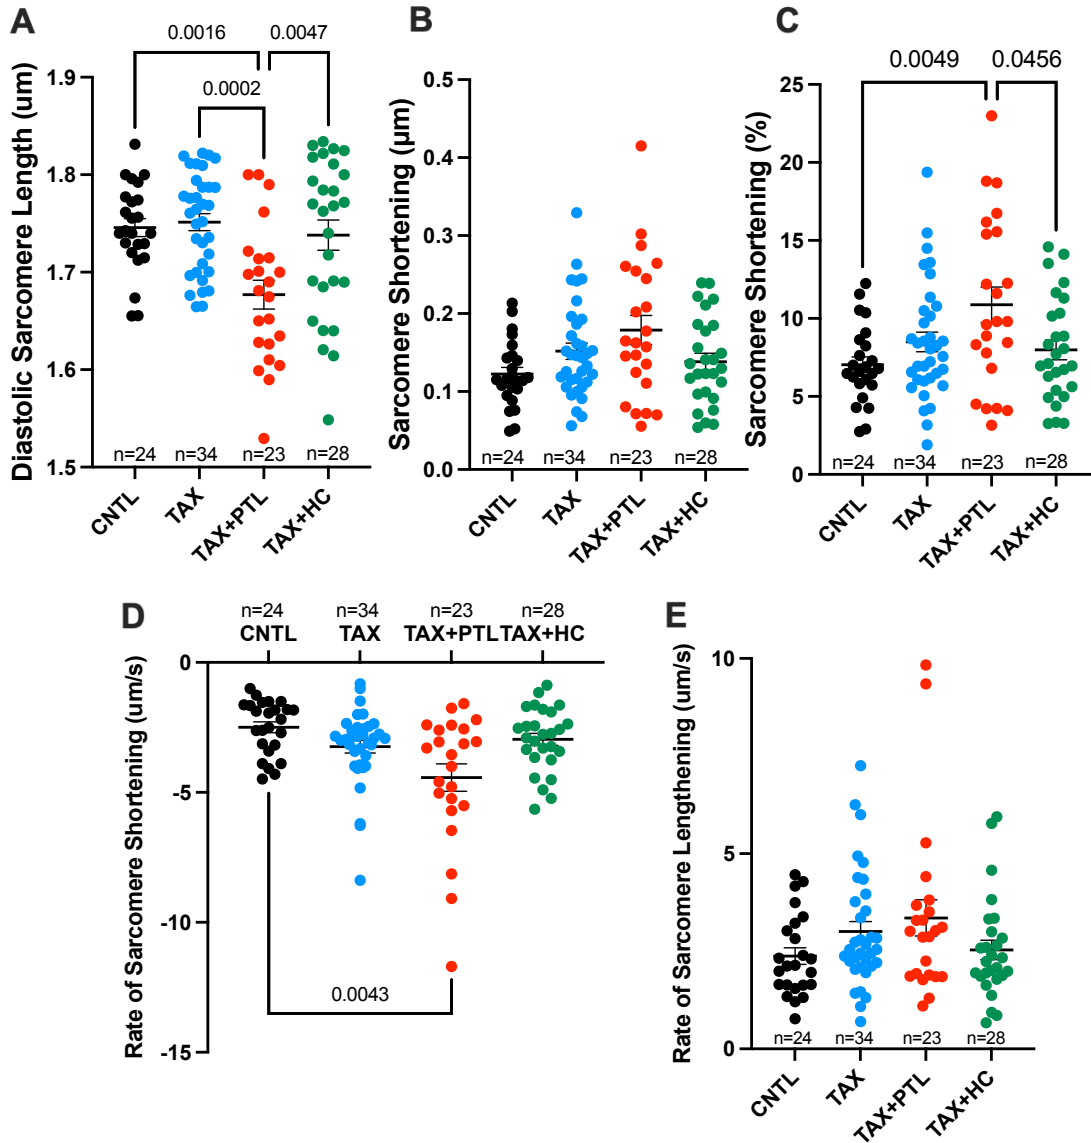 A
Diastolic Sarcomere Length (um)
0.0016
0.0047
0.0002
1.9
1.8
1.7
1.6
1.5
n=24
n=34
n=23
n=28
CNTL
TAX
TAX+PTL
TAX+HC
B
Sarcomere Shortening (μm)
0.5
0.4
0.3
0.2
0.1
0.0
n=24
n=34
n=23
n=28
CNTL
TAX
TAX+PTL
TAX+HC
C
Sarcomere Shortening (%)
0.0049
0.0456
25
20
15
10
5
0
n=24
n=34
n=23
n=28
CNTL
TAX
TAX+PTL
TAX+HC
D
Rate of Sarcomere Shortening (um/s)
n=24
n=34
n=23
n=28
CNTL
TAX
TAX+PTL
TAX+HC
0
-5
-10
-15
0.0043
E
Rate of Sarcomere Lengthening (um/s)
10
5
0
n=24
n=34
n=23
n=28
CNTL
TAX
TAX+PTL
TAX+HC